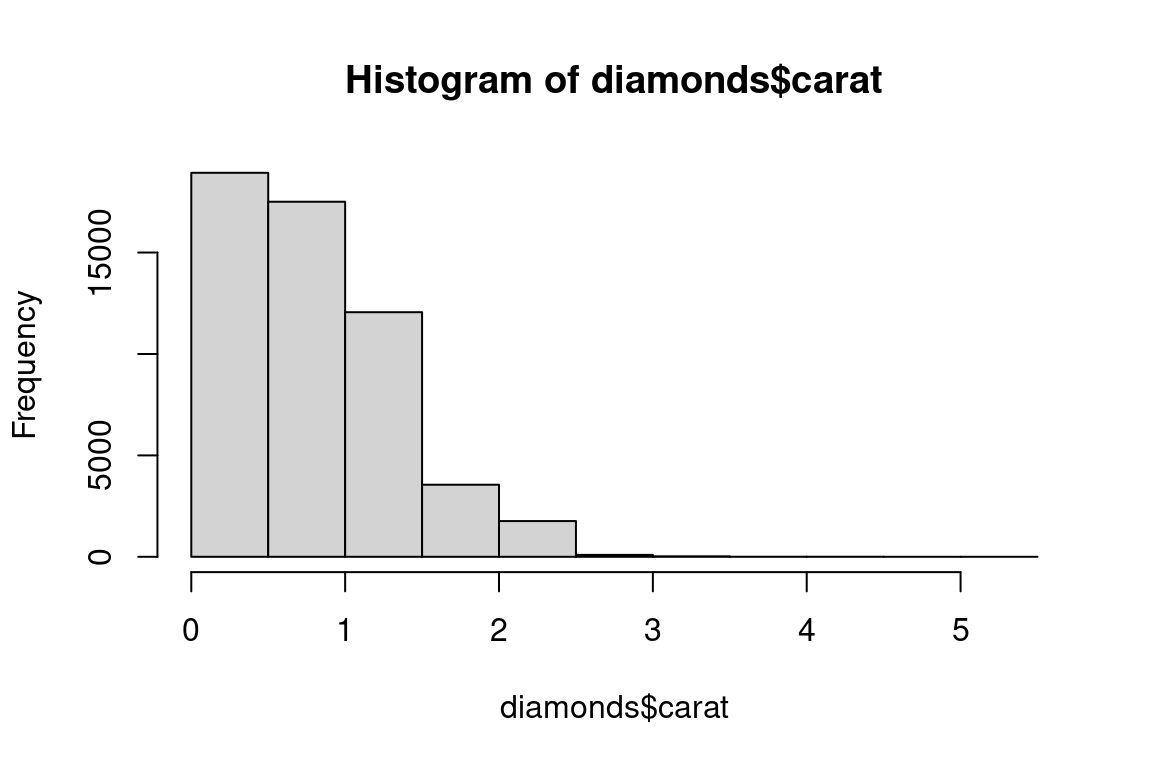 Histogram of diamonds$carat
Frequency
15000
5000
0
0 1 2 3 4 5
diamonds$carat